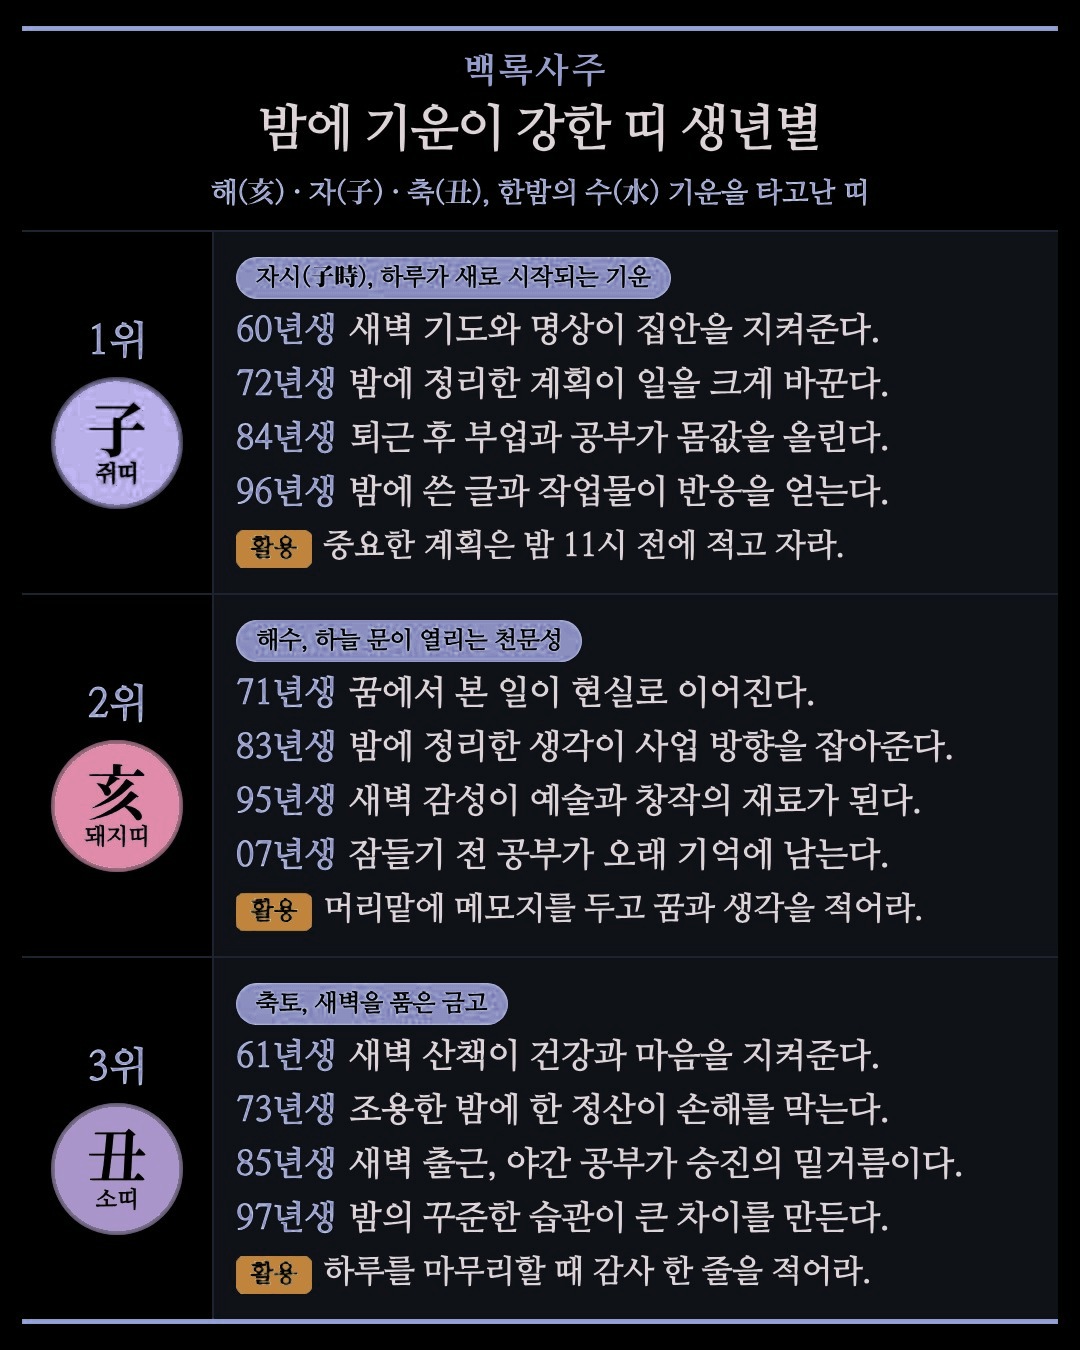 백록사주
밤에 기운이 강한 띠 생년별
해(亥) · 자(子) · 축(丑), 한밤의 수(水) 기운을 타고난 띠
1위
子
쥐띠
자시(子時), 하루가 새로 시작되는 기운
60년생 새벽 기도와 명상이 집안을 지켜준다.
72년생 밤에 정리한 계획이 일을 크게 바꾼다.
84년생 퇴근 후 부업과 공부가 몸값을 올린다.
96년생 밤에 쓴 글과 작업물이 반응을 얻는다.
활용 중요한 계획은 밤 11시 전에 적고 자라.
2위
亥
돼지띠
해수, 하늘 문이 열리는 천문성
71년생 꿈에서 본 일이 현실로 이어진다.
83년생 밤에 정리한 생각이 사업 방향을 잡아준다.
95년생 새벽 감성이 예술과 창작의 재료가 된다.
07년생 잠들기 전 공부가 오래 기억에 남는다.
활용 머리맡에 메모지를 두고 꿈과 생각을 적어라.
3위
丑
소띠
축토, 새벽을 품은 금고
61년생 새벽 산책이 건강과 마음을 지켜준다.
73년생 조용한 밤에 한 정산이 손해를 막는다.
85년생 새벽 출근, 야간 공부가 승진의 밑거름이다.
97년생 밤의 꾸준한 습관이 큰 차이를 만든다.
활용 하루를 마무리할 때 감사 한 줄을 적어라.